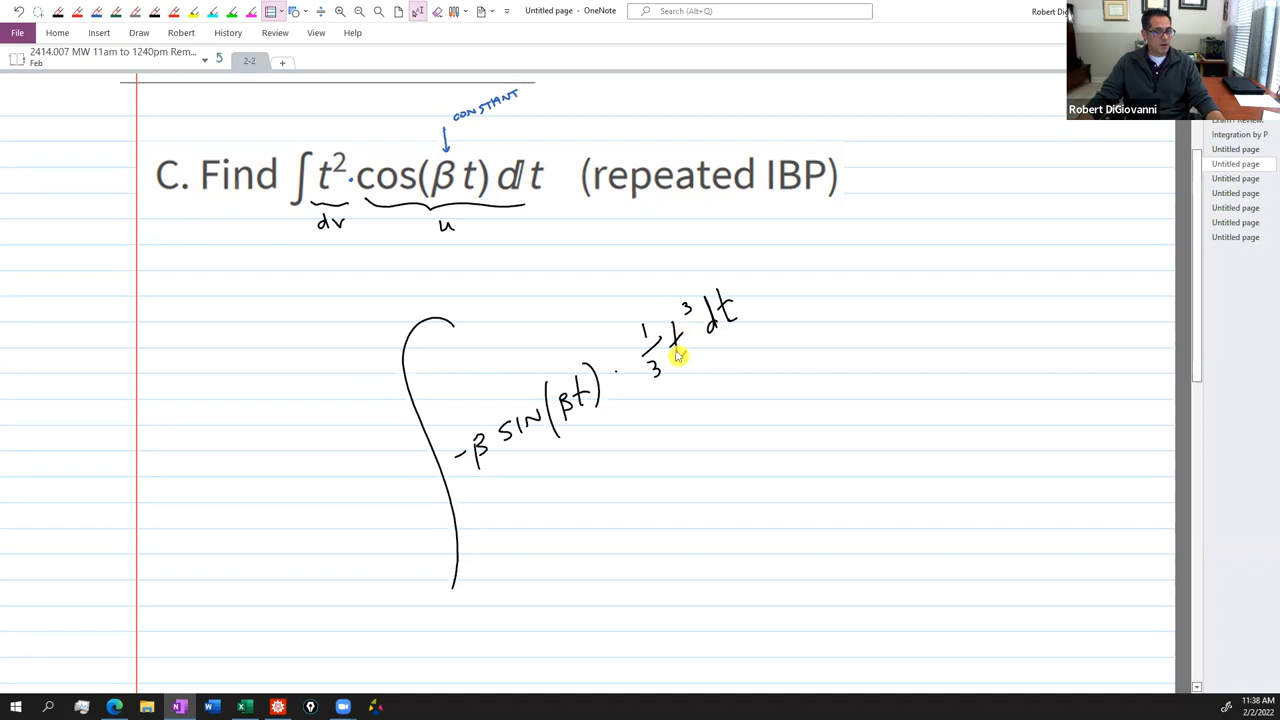 Untitled page - OneNote
Search (Alt+Q)
Robert Di
File Home Insert Draw Robert History Review View Help
2414.007 MW 11am to 1240pm Rem...
Feb
5
2-2
Robert DiGiovanni
Integration by P
Untitled page
Untitled page
Untitled page
Untitled page
Untitled page
Untitled page
Untitled page
CONSTANT
C. Find ∫ t² · cos(β t) dt (repeated IBP)
dv u
∫ -β SIN(βt) · 1/3 t³ dt
11:38 AM
2/2/2022